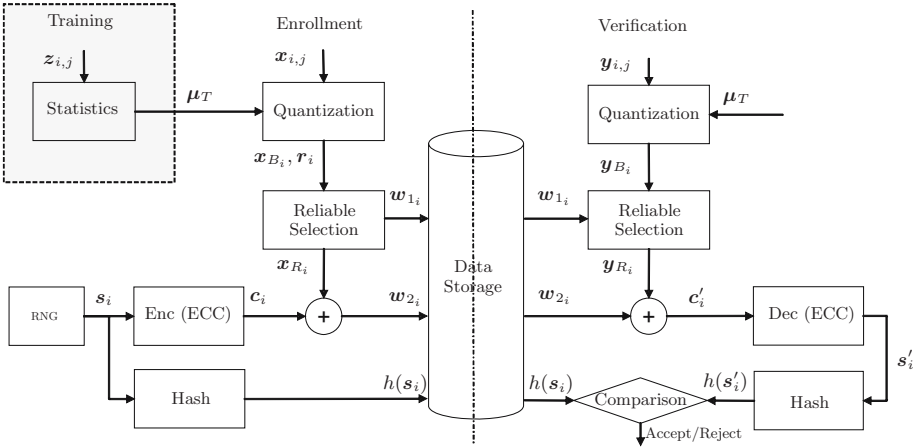 Training
Enrollment
Verification
z_{i,j}
x_{i,j}
y_{i,j}
Statistics
μ_T
Quantization
Quantization
μ_T
x_{B_i}, r_i
y_{B_i}
Reliable
Selection
w_{1_i}
w_{1_i}
Reliable
Selection
x_{R_i}
y_{R_i}
Data
Storage
RNG
s_i
Enc (ECC)
c_i
+
w_{2_i}
w_{2_i}
+
c'_i
Dec (ECC)
s'_i
Hash
h(s_i)
h(s_i)
Comparison
h(s'_i)
Hash
Accept/Reject